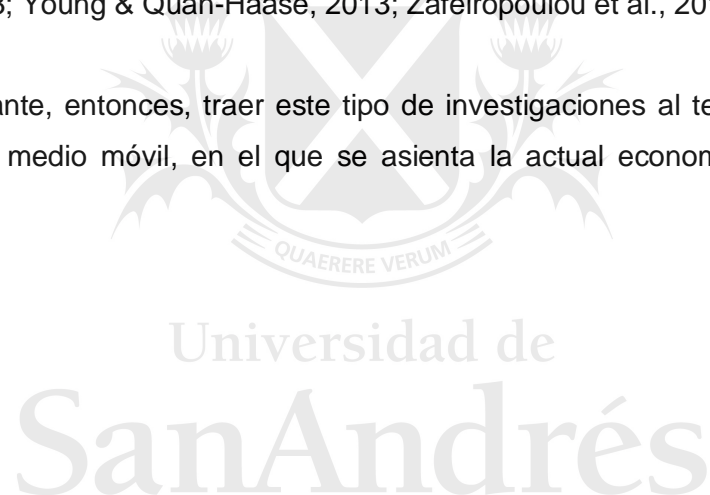 3; Young & Quan-Haase, 2013; Zafeiropoulou et al., 201
ante, entonces, traer este tipo de investigaciones al te
medio móvil, en el que se asienta la actual econom
QUAERERE VERUM
Universidad de
SanAndrés